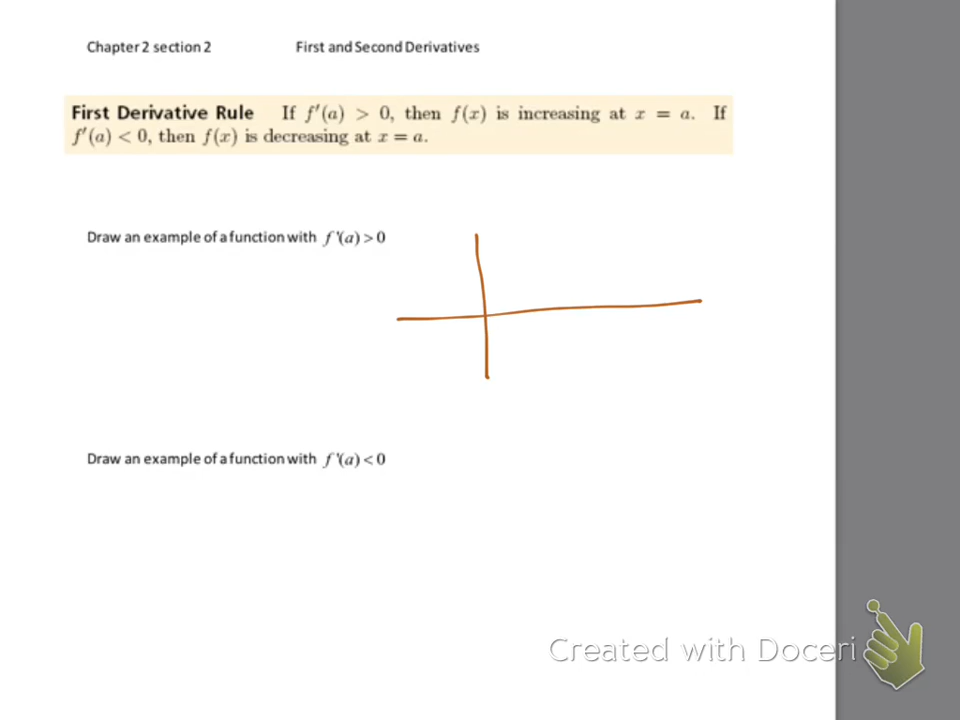 Chapter 2 section 2 First and Second Derivatives
First Derivative Rule If f′(a) > 0, then f(x) is increasing at x = a. If
f′(a) < 0, then f(x) is decreasing at x = a.
Draw an example of a function with f '(a) > 0
Draw an example of a function with f '(a) < 0
Created with Doceri